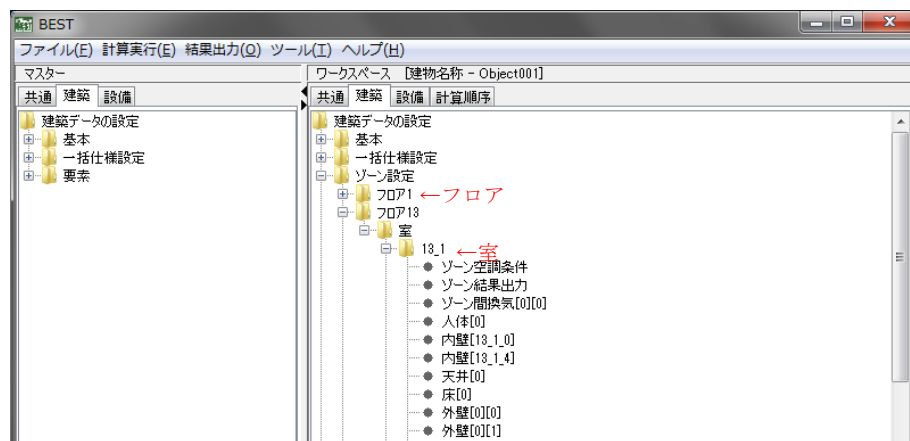 BEST
ファイル(F) 計算実行(E) 結果出力(O) ツール(T) ヘルプ(H)
マスター
共通 建築 設備
建築データの設定
基本
一括仕様設定
要素
ワークスペース [建物名称 - Object001]
共通 建築 設備 計算順序
建築データの設定
基本
一括仕様設定
ゾーン設定
フロア1 ←フロア
フロア13
室
13_1 ←室
ゾーン空調条件
ゾーン結果出力
ゾーン間換気[0][0]
人体[0]
内壁[13_1_0]
内壁[13_1_4]
天井[0]
床[0]
外壁[0][0]
外壁[0][1]